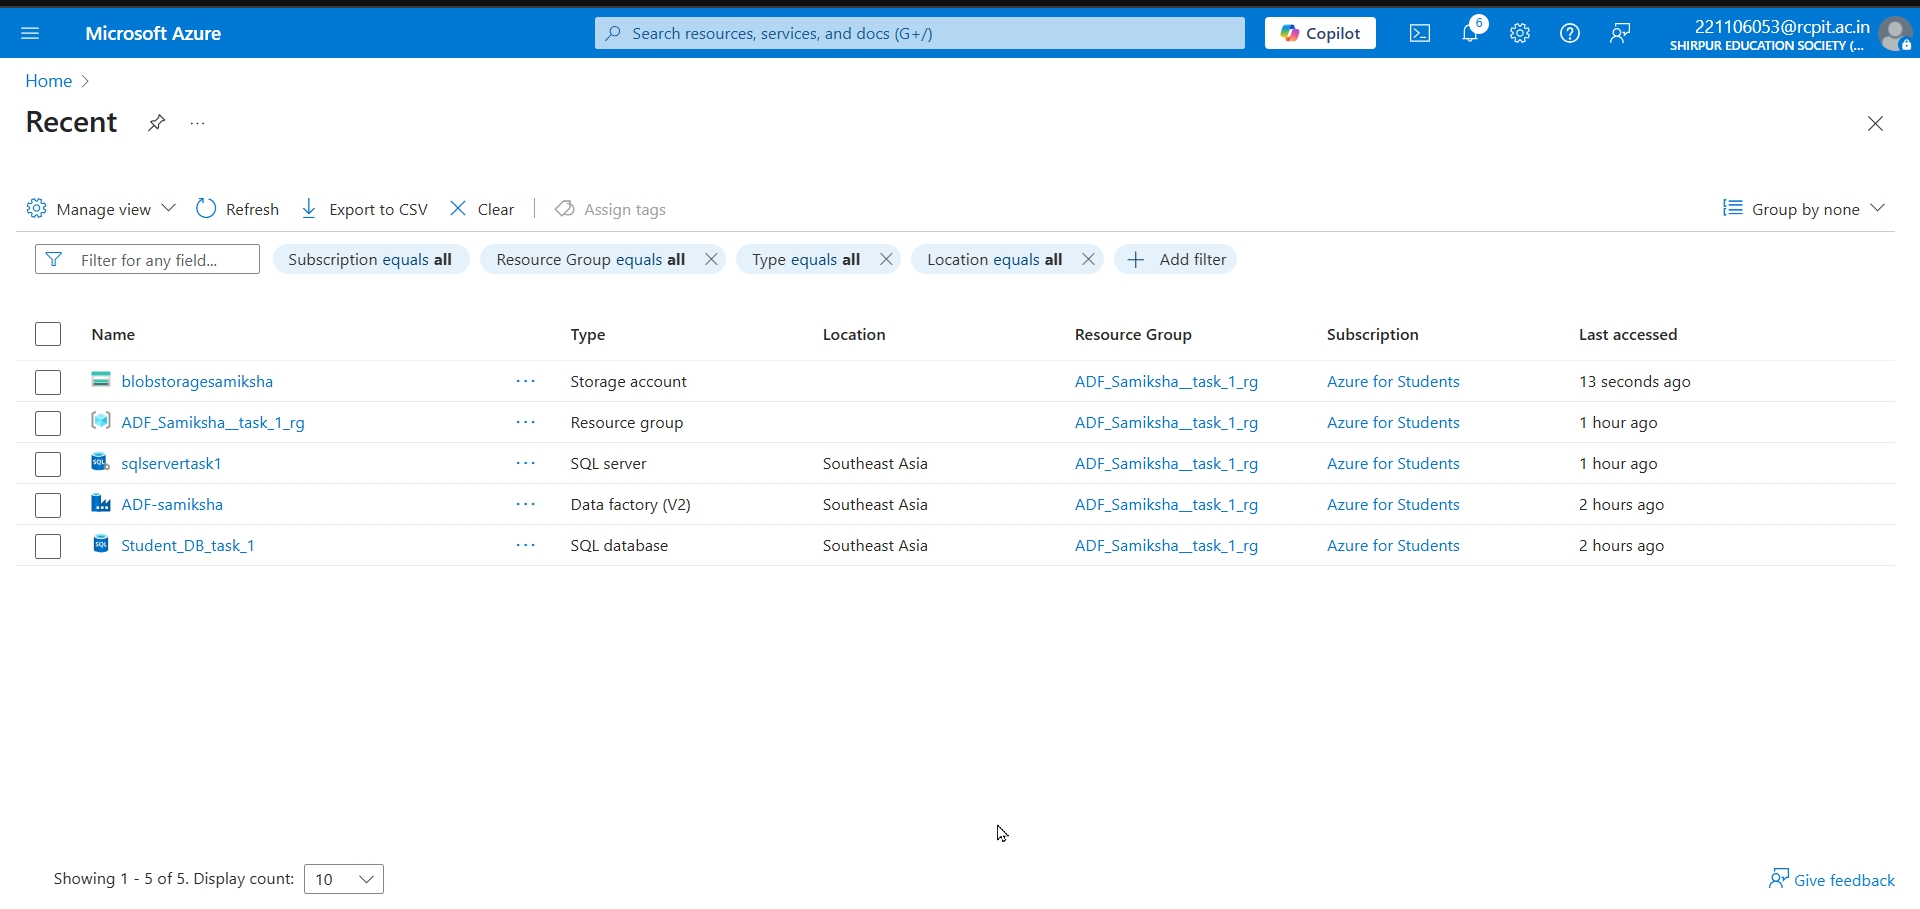 Microsoft Azure
Search resources, services, and docs (G+/)
Copilot
6
221106053@rcpit.ac.in
SHIRPUR EDUCATION SOCIETY (...
Home
Recent
Manage view
Refresh
Export to CSV
Clear
Assign tags
Group by none
Filter for any field...
Subscription equals all
Resource Group equals all
Type equals all
Location equals all
Add filter
Name Type Location Resource Group Subscription Last accessed
blobstoragesamiksha ... Storage account ADF_Samiksha__task_1_rg Azure for Students 13 seconds ago
ADF_Samiksha__task_1_rg ... Resource group ADF_Samiksha__task_1_rg Azure for Students 1 hour ago
SQL sqlservertask1 ... SQL server Southeast Asia ADF_Samiksha__task_1_rg Azure for Students 1 hour ago
ADF-samiksha ... Data factory (V2) Southeast Asia ADF_Samiksha__task_1_rg Azure for Students 2 hours ago
SQL Student_DB_task_1 ... SQL database Southeast Asia ADF_Samiksha__task_1_rg Azure for Students 2 hours ago
Showing 1 - 5 of 5. Display count: 10
Give feedback